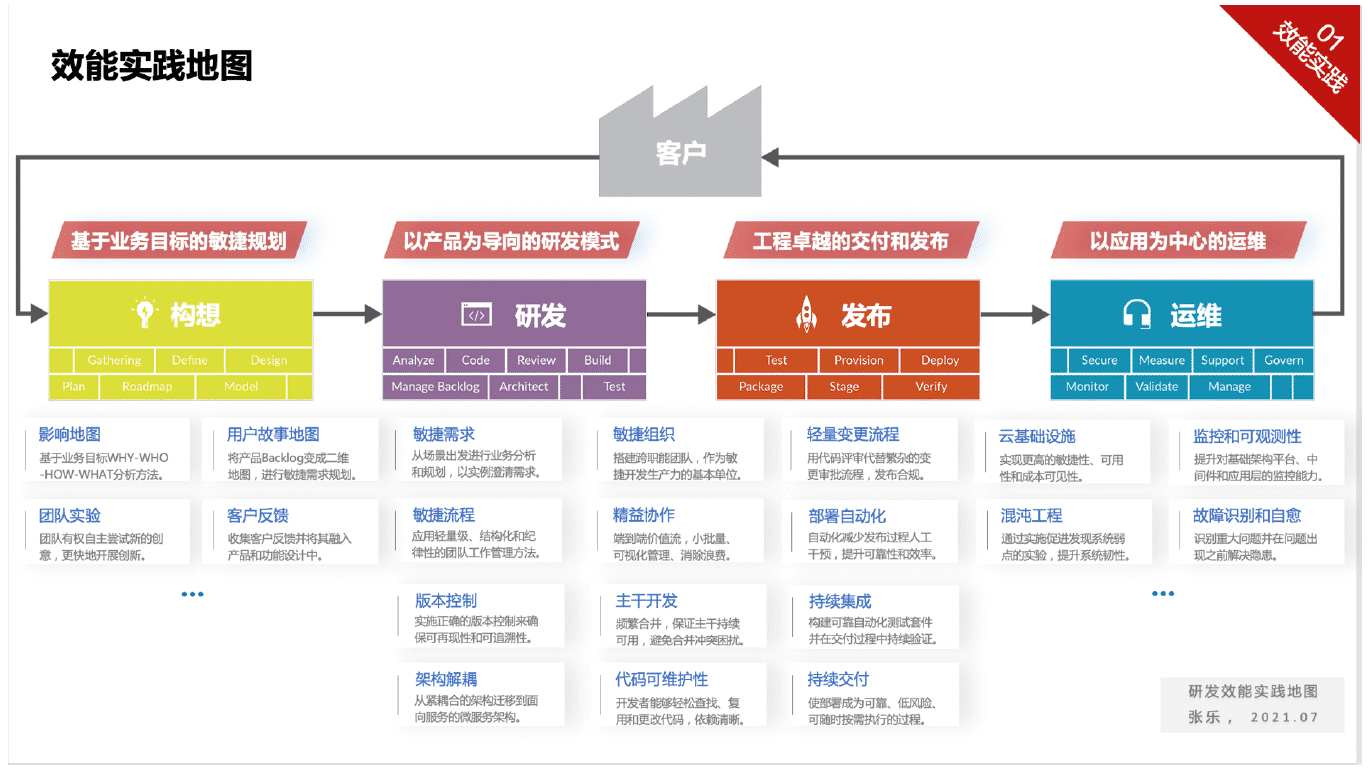 效能实践地图
01
效能实践
客户
基于业务目标的敏捷规划
以产品为导向的研发模式
工程卓越的交付和发布
以应用为中心的运维
构想
Gathering Define Design
Plan Roadmap Model
</> 研发
Analyze Code Review Build
Manage Backlog Architect Test
发布
Test Provision Deploy
Package Stage Verify
运维
Secure Measure Support Govern
Monitor Validate Manage
影响地图
基于业务目标WHY-WHO
-HOW-WHAT分析方法。
用户故事地图
将产品Backlog变成二维
地图，进行敏捷需求规划。
敏捷需求
从场景出发进行业务分析
和规划，以实例澄清需求。
敏捷组织
搭建跨职能团队，作为敏
捷开发生产力的基本单位。
轻量变更流程
用代码评审代替繁杂的变
更审批流程，发布合规。
云基础设施
实现更高的敏捷性、可用
性和成本可见性。
监控和可观测性
提升对基础架构平台、中
间件和应用层的监控能力。
团队实验
团队有权自主尝试新的创
意，更快地开展创新。
客户反馈
收集客户反馈并将其融入
产品和功能设计中。
敏捷流程
应用轻量级、结构化和纪
律性的团队工作管理方法。
精益协作
端到端价值流，小批量、
可视化管理、消除浪费。
部署自动化
自动化减少发布过程人工
干预，提升可靠性和效率。
混沌工程
通过实施促进发现系统弱
点的实验，提升系统韧性。
故障识别和自愈
识别重大问题并在问题出
现之前解决隐患。
•••
•••
版本控制
实施正确的版本控制来确
保可再现性和可追溯性。
主干开发
频繁合并，保证主干持续
可用，避免合并冲突困扰。
持续集成
构建可靠自动化测试套件
并在交付过程中持续验证。
架构解耦
从紧耦合的架构迁移到面
向服务的微服务架构。
代码可维护性
开发者能够轻松查找、复
用和更改代码，依赖清晰。
持续交付
使部署成为可靠、低风险、
可随时按需执行的过程。
研发效能实践地图
张乐， 2021.07